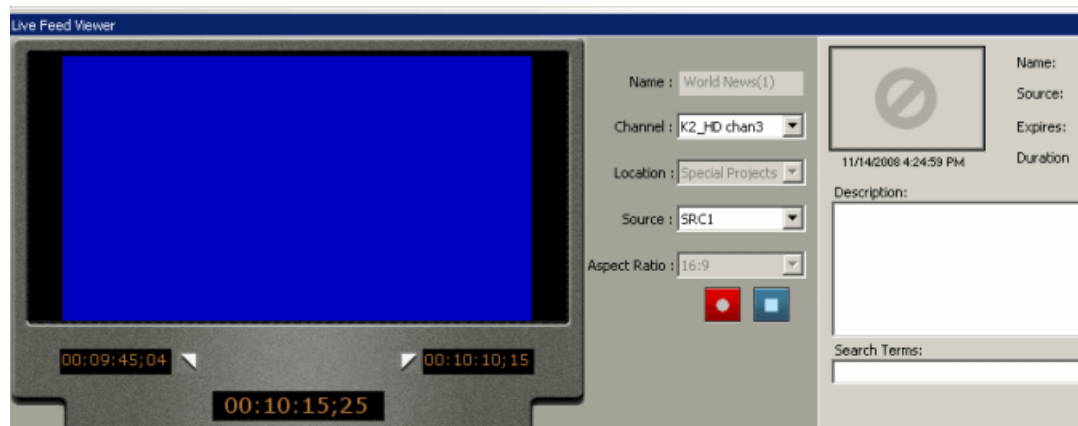 Live Feed Viewer
Name : World News(1)
Channel : K2_HD chan3
Location : Special Projects
Source : SRC1
Aspect Ratio : 16:9
00:09:45;04
00:10:10;15
00:10:15;25
Name:
Source:
Expires:
11/14/2008 4:24:59 PM
Duration
Description:
Search Terms: